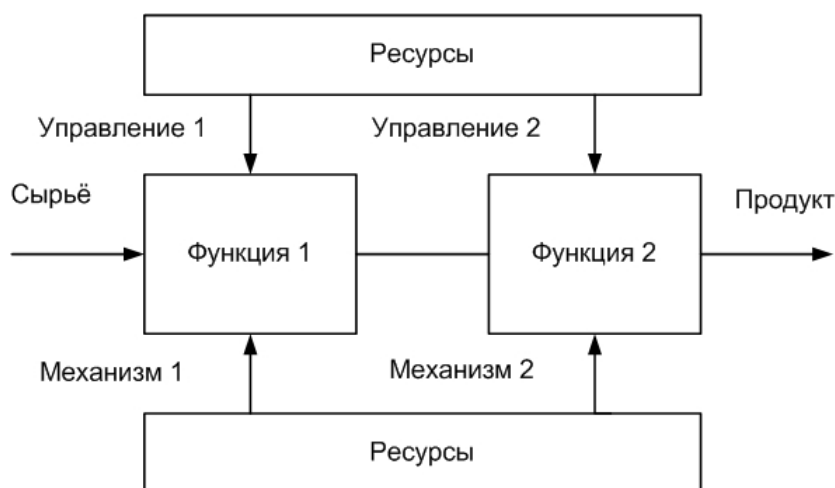 Ресурсы
Управление 1
Управление 2
Сырьё
Продукт
Функция 1
Функция 2
Механизм 1
Механизм 2
Ресурсы